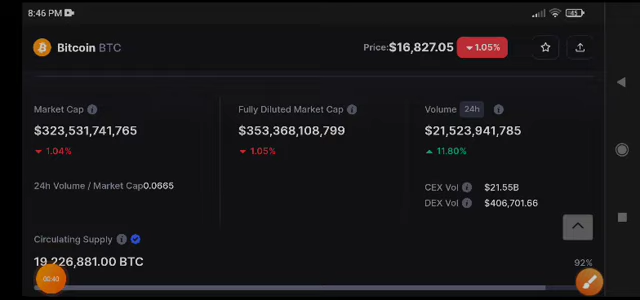 8:46 PM
Bitcoin BTC
Price:$16,827.05 1.05%
Market Cap
$323,531,741,765
1.04%
24h Volume / Market Cap0.0665
Fully Diluted Market Cap
$353,368,108,799
1.05%
Volume 24h
$21,523,941,785
11.80%
CEX Vol $21.55B
DEX Vol $406,701.66
Circulating Supply
19,226,881.00 BTC
92%
00:40